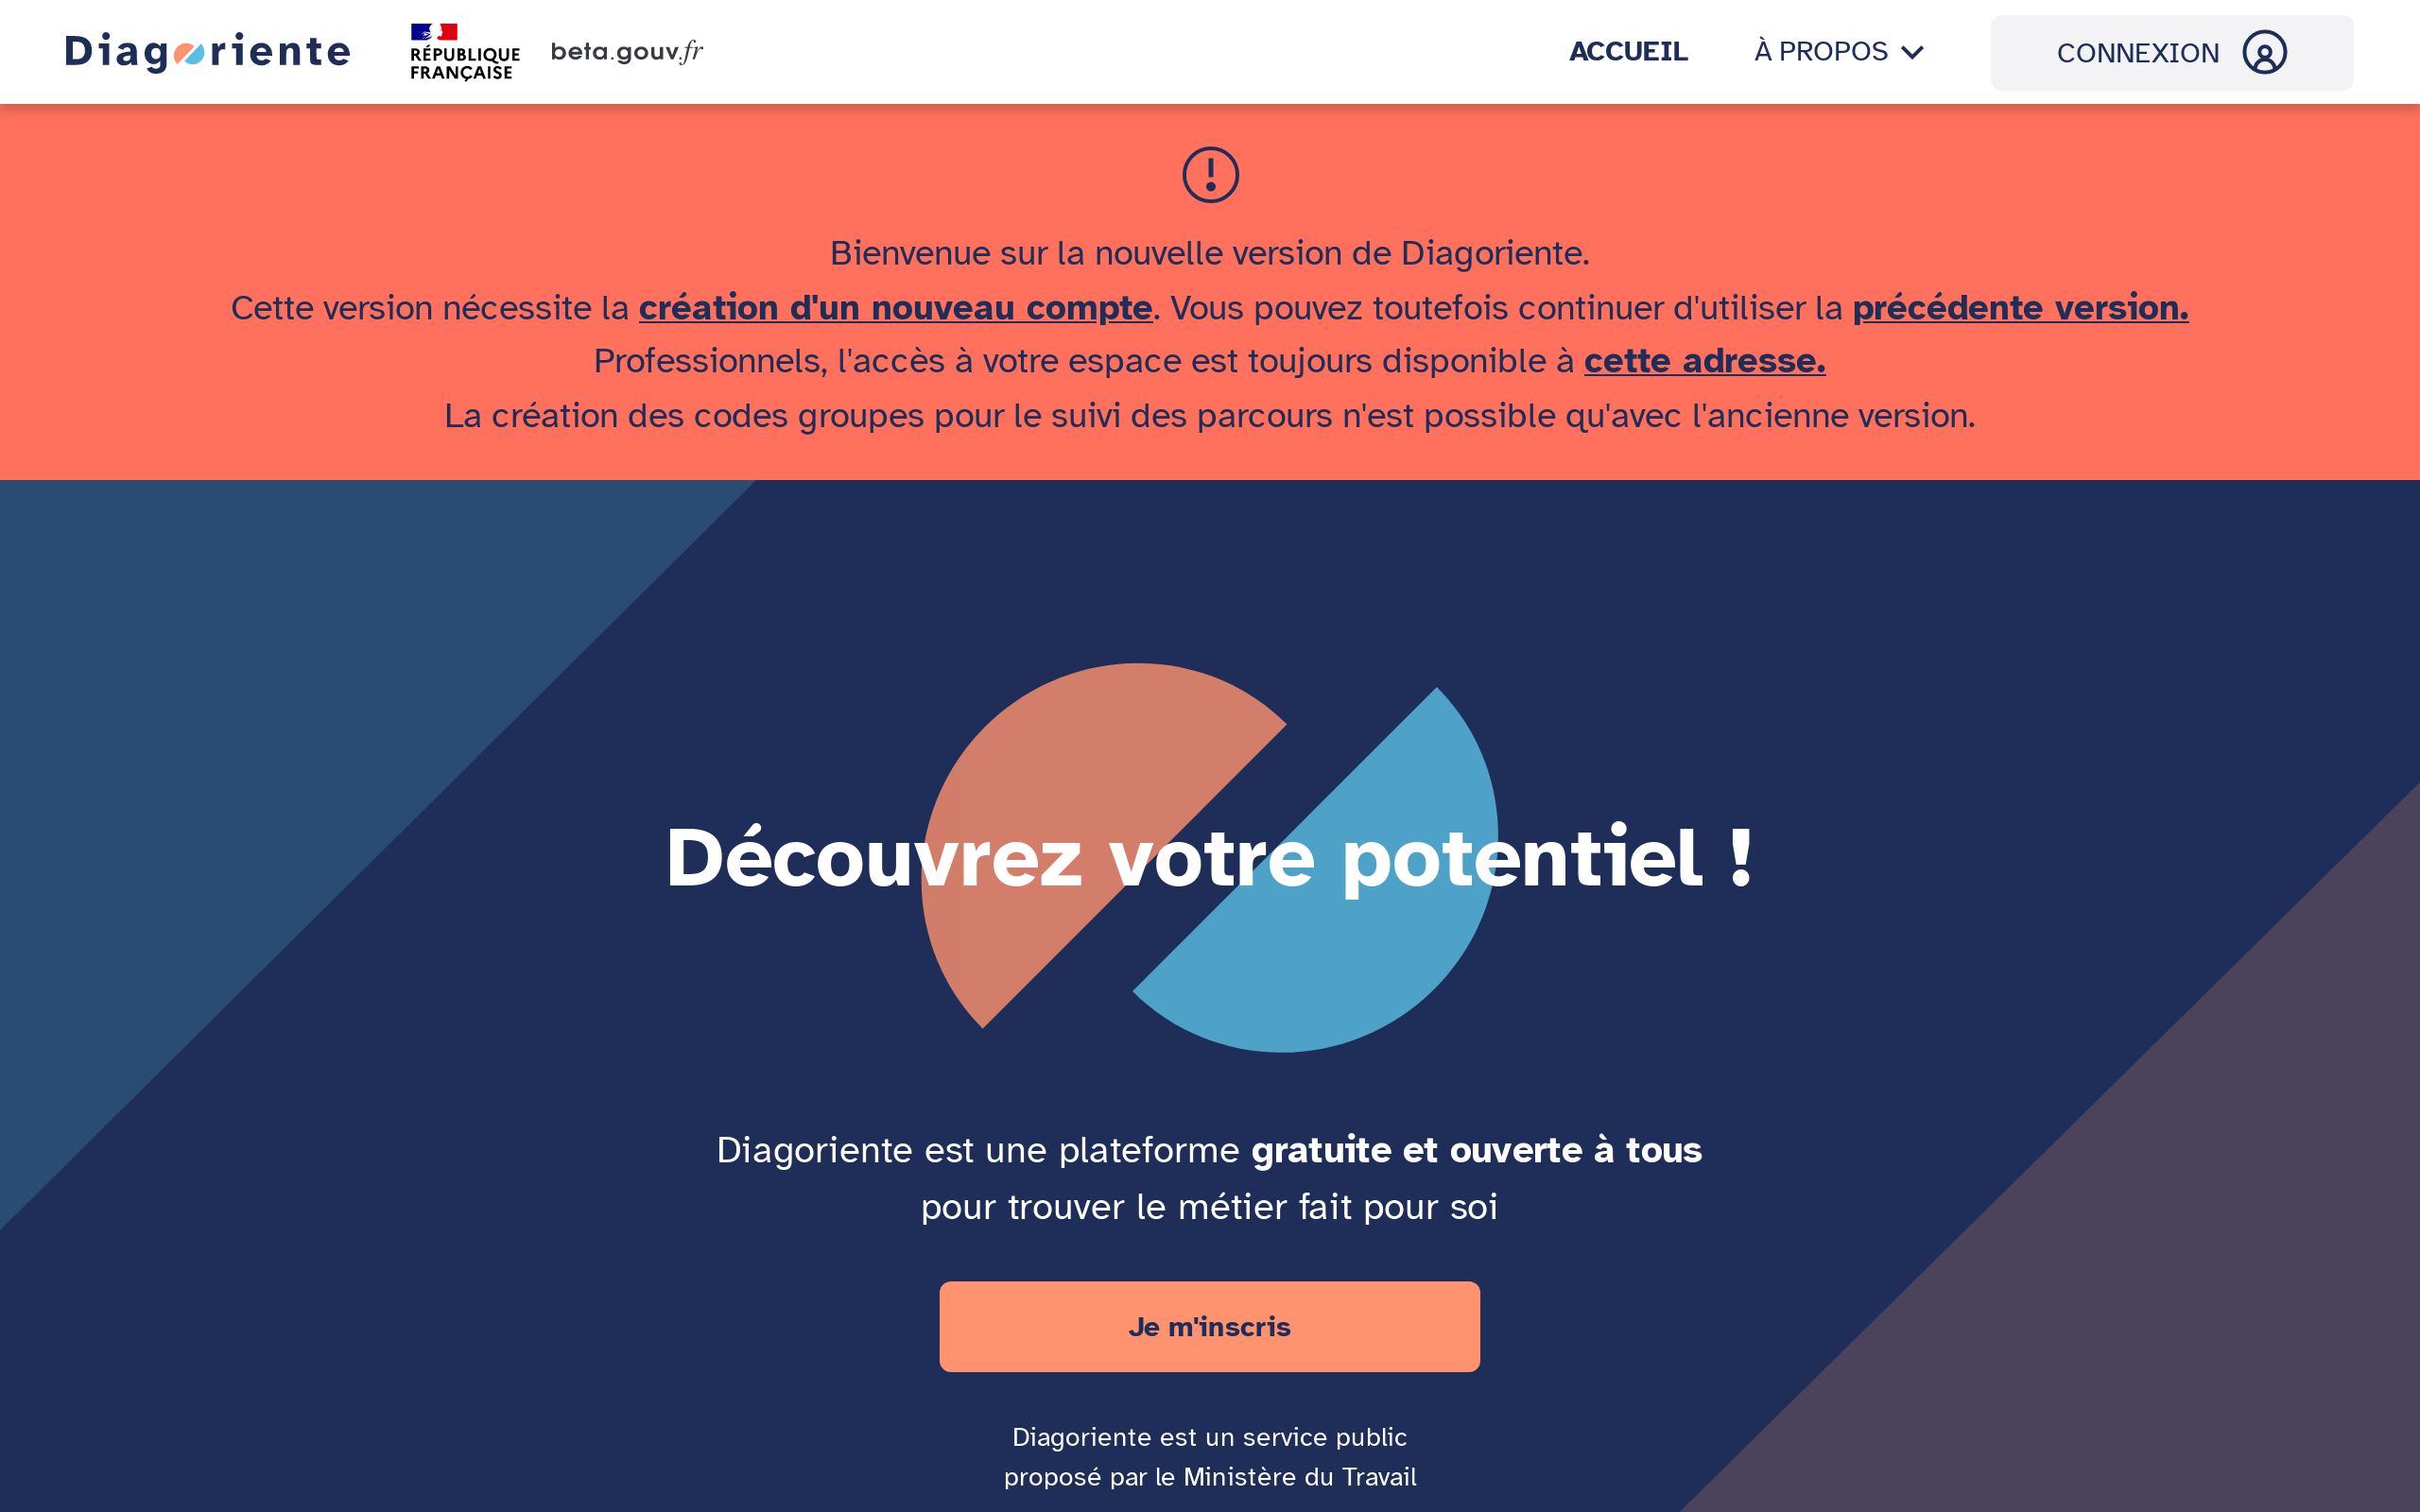 Diagoriente
RÉPUBLIQUE
FRANÇAISE
beta.gouv.fr
ACCUEIL
À PROPOS
CONNEXION
Bienvenue sur la nouvelle version de Diagoriente.
Cette version nécessite la création d'un nouveau compte. Vous pouvez toutefois continuer d'utiliser la précédente version.
Professionnels, l'accès à votre espace est toujours disponible à cette adresse.
La création des codes groupes pour le suivi des parcours n'est possible qu'avec l'ancienne version.
Découvrez votre potentiel !
Diagoriente est une plateforme gratuite et ouverte à tous
pour trouver le métier fait pour soi
Je m'inscris
Diagoriente est un service public
proposé par le Ministère du Travail